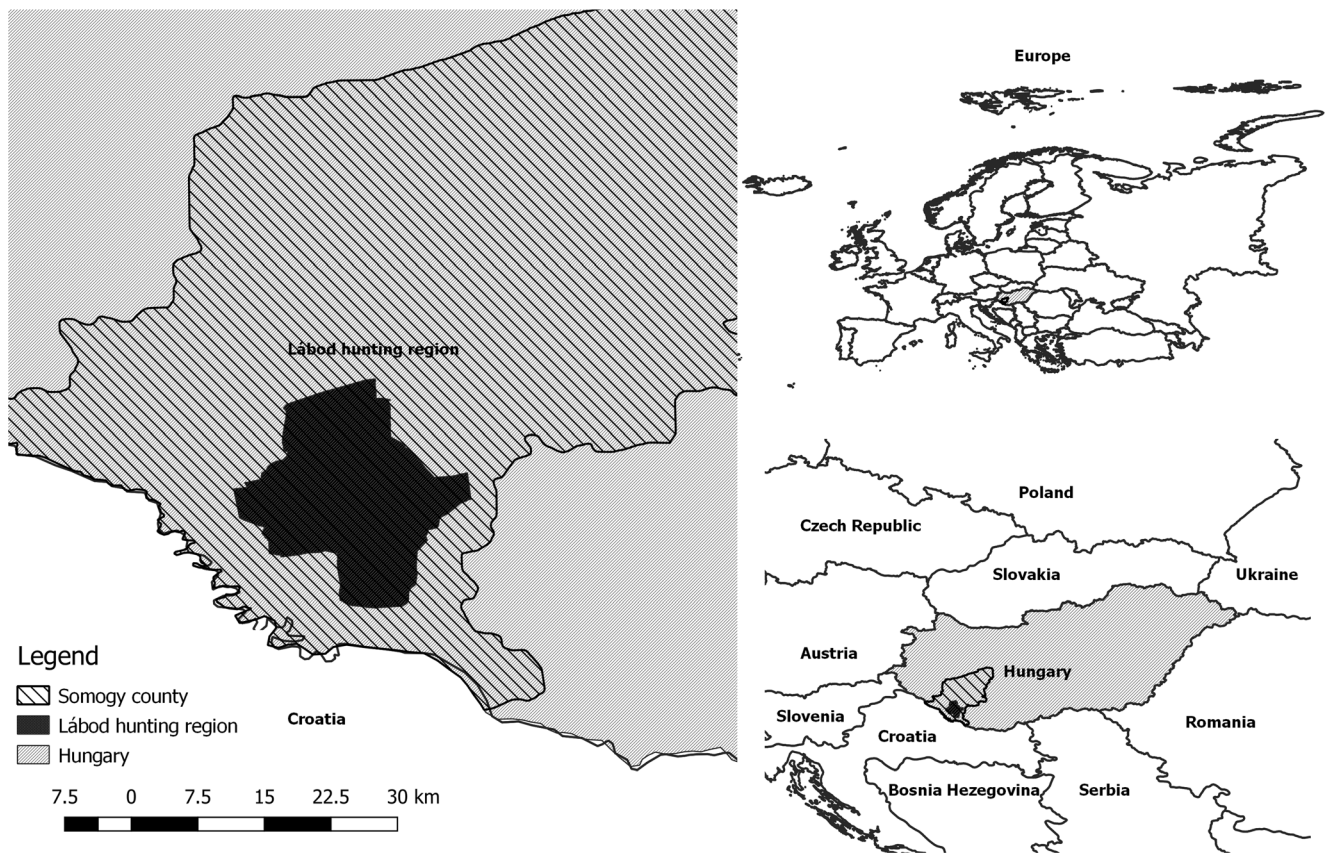 Lábod hunting region
Croatia
Legend
Somogy county
Lábod hunting region
Hungary
7.5 0 7.5 15 22.5 30 km
Europe
Poland
Czech Republic
Slovakia
Ukraine
Austria
Hungary
Slovenia
Croatia
Romania
Bosnia Hezegovina
Serbia